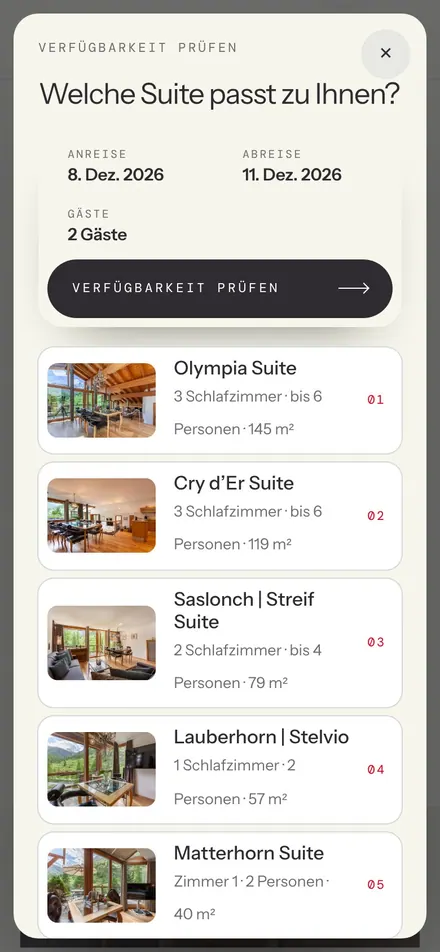 VERFÜGBARKEIT PRÜFEN
×
Welche Suite passt zu Ihnen?
ANREISE
8. Dez. 2026
ABREISE
11. Dez. 2026
GÄSTE
2 Gäste
VERFÜGBARKEIT PRÜFEN
Olympia Suite
3 Schlafzimmer · bis 6
Personen · 145 m²
01
Cry d’Er Suite
3 Schlafzimmer · bis 6
Personen · 119 m²
02
Saslonch | Streif
Suite
2 Schlafzimmer · bis 4
Personen · 79 m²
03
Lauberhorn | Stelvio
1 Schlafzimmer · 2
Personen · 57 m²
04
Matterhorn Suite
Zimmer 1 · 2 Personen ·
40 m²
05